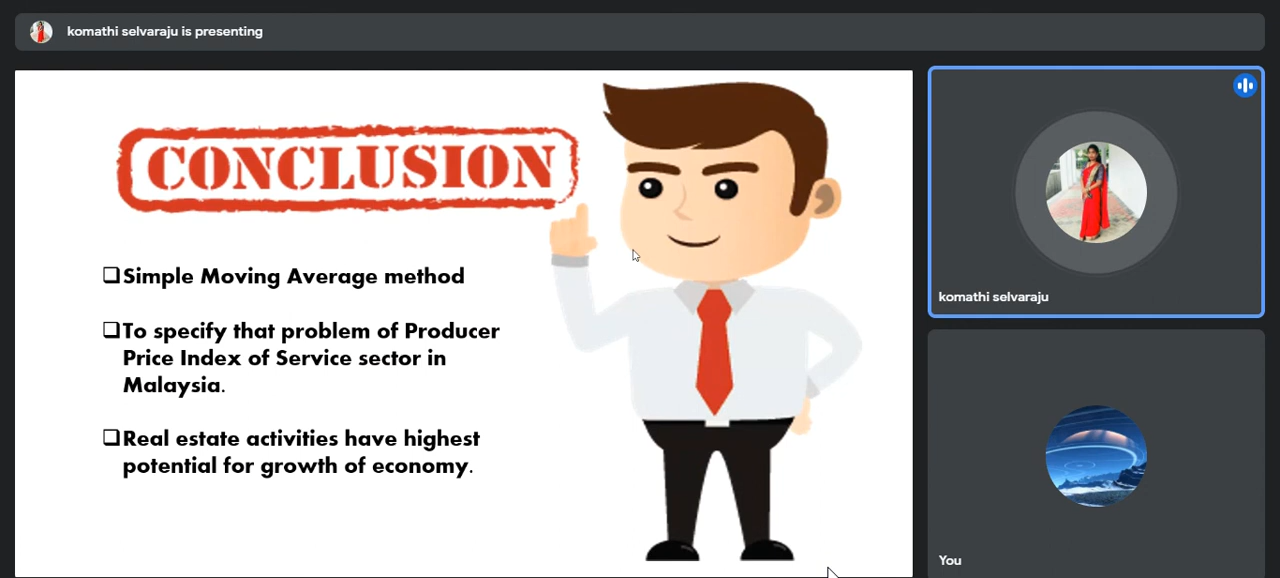 komathi selvaraju is presenting
CONCLUSION
❑Simple Moving Average method
❑To specify that problem of Producer
Price Index of Service sector in
Malaysia.
❑Real estate activities have highest
potential for growth of economy.
komathi selvaraju
You